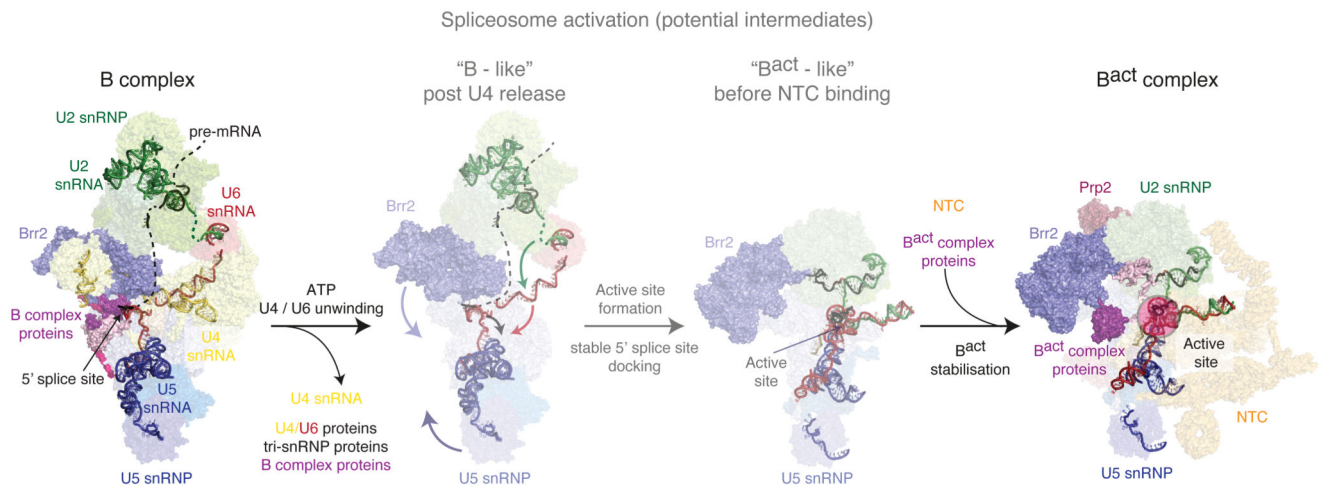 Spliceosome activation (potential intermediates)
B complex
U2 snRNP
pre-mRNA
U2
snRNA
U6
snRNA
Brr2
B complex
proteins
U4
snRNA
5' splice site
U5
snRNA
U5 snRNP
ATP
U4 / U6 unwinding
U4 snRNA
U4/U6 proteins
tri-snRNP proteins
B complex proteins
“B - like”
post U4 release
Brr2
Active site
formation
stable 5' splice site
docking
“Bact - like”
before NTC binding
Brr2
Active
site
U5 snRNP
NTC
Bact complex
proteins
Bact
stabilisation
Bact complex
Prp2
U2 snRNP
Brr2
Bact complex
proteins
Active
site
NTC
U5 snRNP